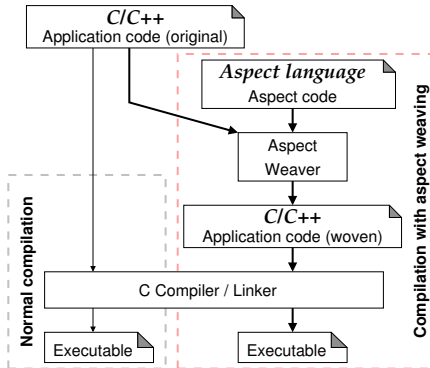 C/C++
Application code (original)
Aspect language
Aspect code
Aspect
Weaver
C/C++
Application code (woven)
C Compiler / Linker
Executable
Executable
Normal compilation
Compilation with aspect weaving